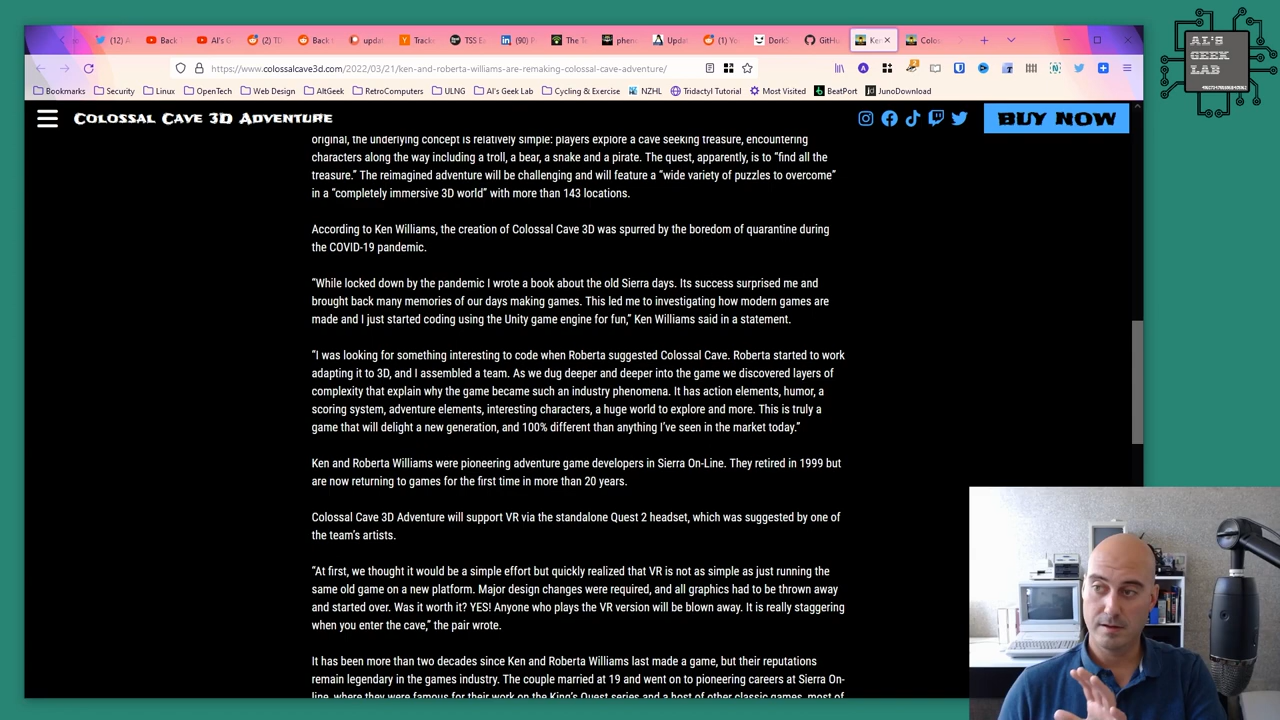 AL'S
GEEK
LAB
(12)
Back
AI's G
(2) TD
Back t
updat
Tracke
TSS E
(90) P
The Te
phene
Updat
(1) Yo
DorkS
GitHu
Ken
Colos
https://www.colossalcave3d.com/2022/03/21/ken-and-roberta-williams-are-remaking-colossal-cave-adventure/
Bookmarks Security Linux OpenTech Web Design AltGeek RetroComputers ULNG Al's Geek Lab Cycling & Exercise NZHL Tridactyl Tutorial Most Visited BeatPort JunoDownload
COLOSSAL CAVE 3D ADVENTURE
BUY NOW
original, the underlying concept is relatively simple: players explore a cave seeking treasure, encountering
characters along the way including a troll, a bear, a snake and a pirate. The quest, apparently, is to “find all the
treasure.” The reimagined adventure will be challenging and will feature a “wide variety of puzzles to overcome”
in a “completely immersive 3D world” with more than 143 locations.
According to Ken Williams, the creation of Colossal Cave 3D was spurred by the boredom of quarantine during
the COVID-19 pandemic.
“While locked down by the pandemic I wrote a book about the old Sierra days. Its success surprised me and
brought back many memories of our days making games. This led me to investigating how modern games are
made and I just started coding using the Unity game engine for fun,” Ken Williams said in a statement.
“I was looking for something interesting to code when Roberta suggested Colossal Cave. Roberta started to work
adapting it to 3D, and I assembled a team. As we dug deeper and deeper into the game we discovered layers of
complexity that explain why the game became such an industry phenomena. It has action elements, humor, a
scoring system, adventure elements, interesting characters, a huge world to explore and more. This is truly a
game that will delight a new generation, and 100% different than anything I’ve seen in the market today.”
Ken and Roberta Williams were pioneering adventure game developers in Sierra On-Line. They retired in 1999 but
are now returning to games for the first time in more than 20 years.
Colossal Cave 3D Adventure will support VR via the standalone Quest 2 headset, which was suggested by one of
the team’s artists.
“At first, we thought it would be a simple effort but quickly realized that VR is not as simple as just running the
same old game on a new platform. Major design changes were required, and all graphics had to be thrown away
and started over. Was it worth it? YES! Anyone who plays the VR version will be blown away. It is really staggering
when you enter the cave,” the pair wrote.
It has been more than two decades since Ken and Roberta Williams last made a game, but their reputations
remain legendary in the games industry. The couple married at 19 and went on to pioneering careers at Sierra On-
line, where they were famous for their work on the King’s Quest series and a host of other classic games, most of